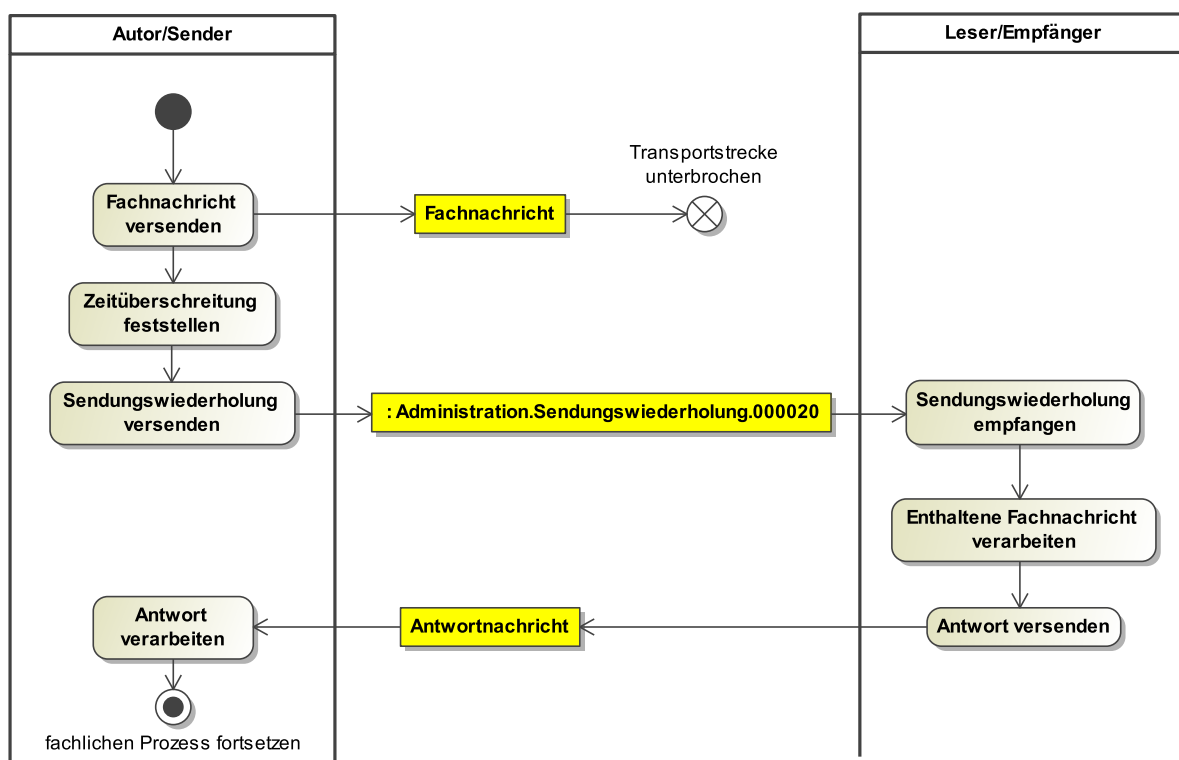 Autor/Sender
Leser/Empfänger
Transportstrecke
unterbrochen
Fachnachricht
versenden
Fachnachricht
Zeitüberschreitung
feststellen
Sendungswiederholung
versenden
: Administration.Sendungswiederholung.000020
Sendungswiederholung
empfangen
Enthaltene Fachnachricht
verarbeiten
Antwort
verarbeiten
Antwortnachricht
Antwort versenden
fachlichen Prozess fortsetzen